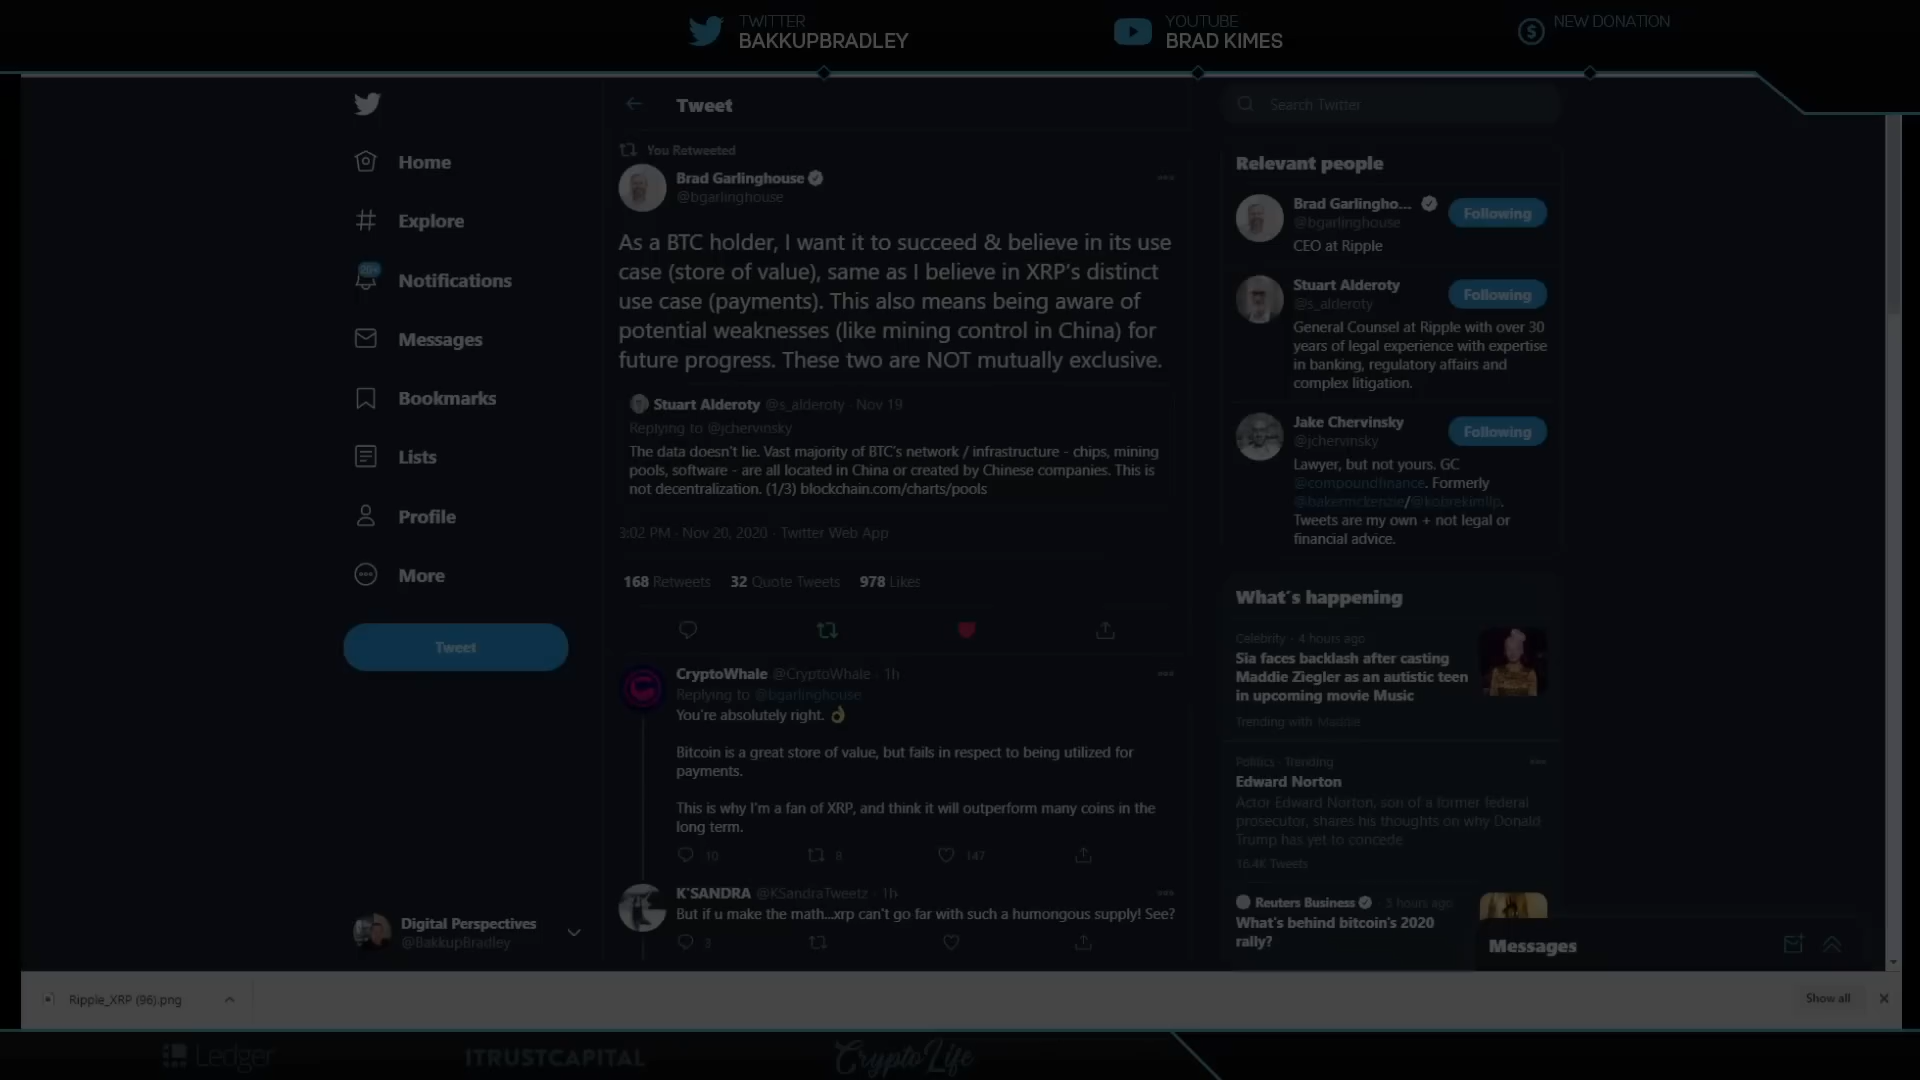 TWITTER
BAKKUPBRADLEY
YOUTUBE
BRAD KIMES
NEW DONATION
Home
Explore
20+
Notifications
Messages
Bookmarks
Lists
Profile
More
Tweet
Digital Perspectives
@BakkupBradley
Tweet
You Retweeted
Brad Garlinghouse
@bgarlinghouse
As a BTC holder, I want it to succeed & believe in its use
case (store of value), same as I believe in XRP's distinct
use case (payments). This also means being aware of
potential weaknesses (like mining control in China) for
future progress. These two are NOT mutually exclusive.
Stuart Alderoty @s_alderoty · Nov 19
Replying to @jchervinsky
The data doesn't lie. Vast majority of BTC's network / infrastructure - chips, mining
pools, software - are all located in China or created by Chinese companies. This is
not decentralization. (1/3) blockchain.com/charts/pools
3:02 PM · Nov 20, 2020 · Twitter Web App
168 Retweets 32 Quote Tweets 978 Likes
CryptoWhale @CryptoWhale · 1h
Replying to @bgarlinghouse
You're absolutely right. 👌
Bitcoin is a great store of value, but fails in respect to being utilized for
payments.
This is why I'm a fan of XRP, and think it will outperform many coins in the
long term.
10 8 147
K'SANDRA @KSandraTweetz · 1h
But if u make the math...xrp can't go far with such a humongous supply! See?
3
Search Twitter
Relevant people
Brad Garlingho...
@bgarlinghouse
Following
CEO at Ripple
Stuart Alderoty
@s_alderoty
Following
General Counsel at Ripple with over 30
years of legal experience with expertise
in banking, regulatory affairs and
complex litigation.
Jake Chervinsky
@jchervinsky
Following
Lawyer, but not yours. GC
@compoundfinance. Formerly
@bakermckenzie/@kobrekimllp.
Tweets are my own + not legal or
financial advice.
What's happening
Celebrity · 4 hours ago
Sia faces backlash after casting
Maddie Ziegler as an autistic teen
in upcoming movie Music
Trending with Maddie
Politics · Trending
Edward Norton
Actor Edward Norton, son of a former federal
prosecutor, shares his thoughts on why Donald
Trump has yet to concede
16.4K Tweets
Reuters Business · 3 hours ago
What's behind bitcoin's 2020
rally?
Messages
Ripple_XRP (96).png
Show all
Ledger
ITRUSTCAPITAL
CryptoLife